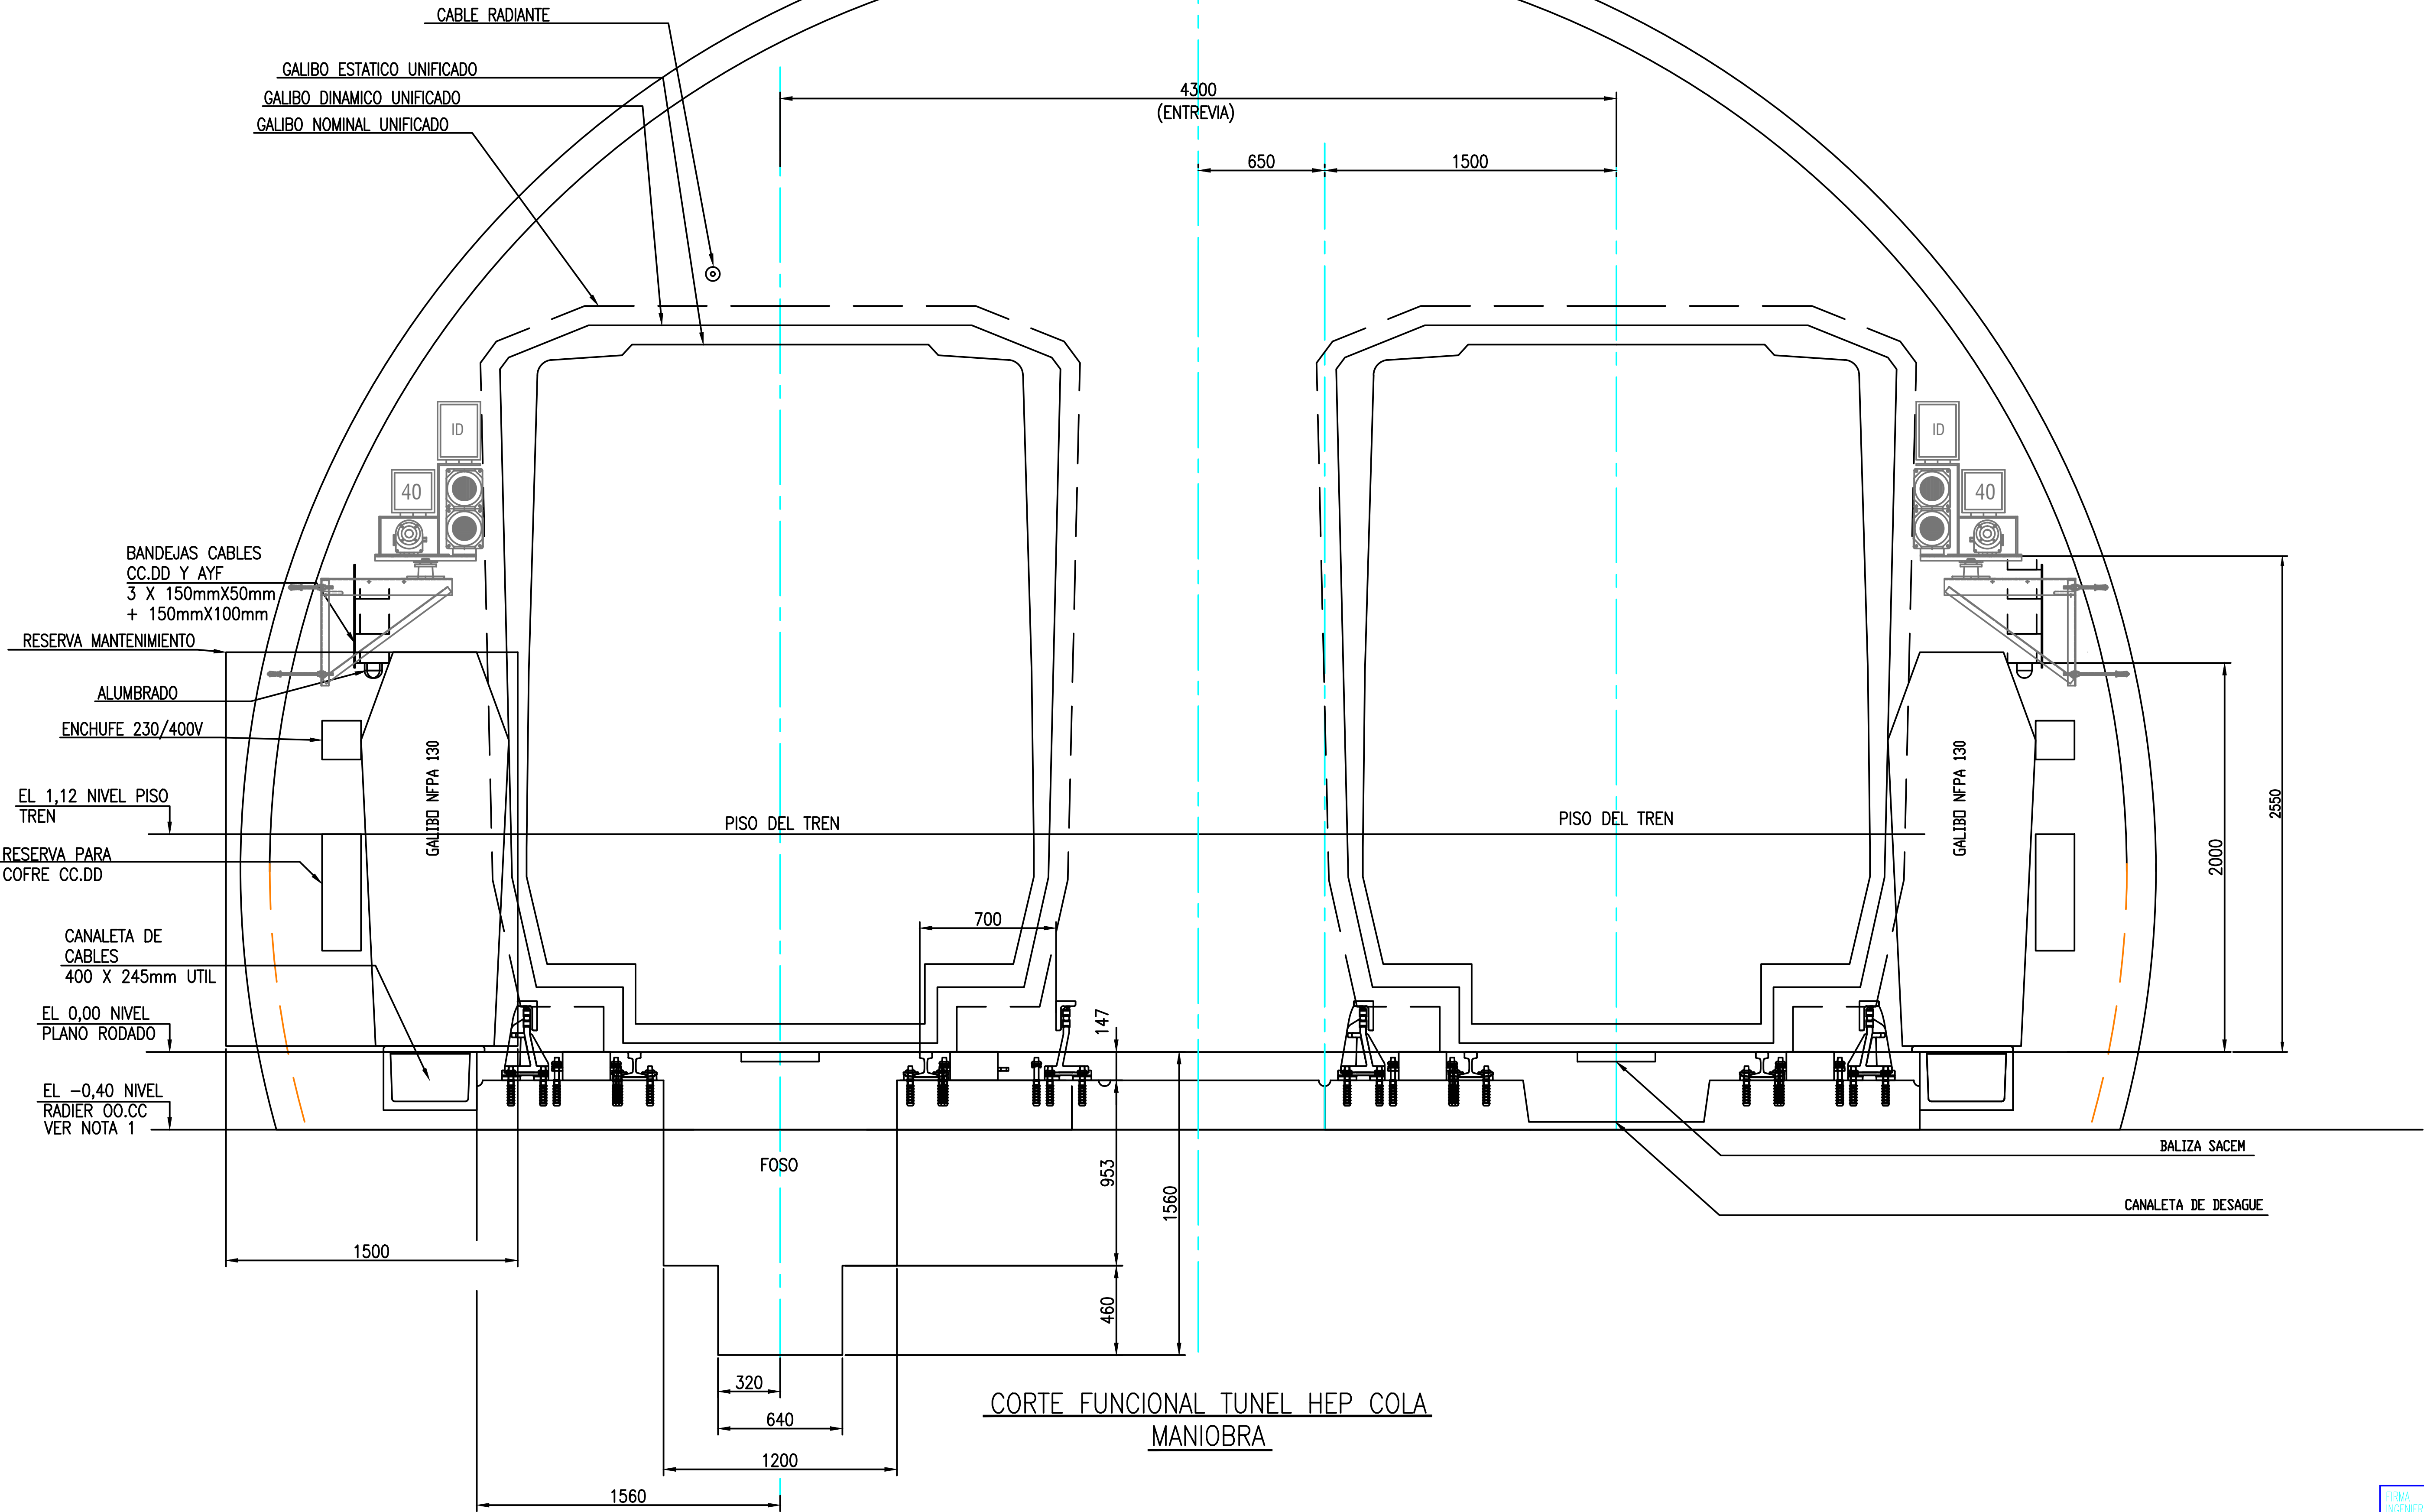 CABLE RADIANTE
GALIBO ESTATICO UNIFICADO
GALIBO DINAMICO UNIFICADO
GALIBO NOMINAL UNIFICADO
4300
(ENTREVIA)
650
1500
ID
40
ID
40
BANDEJAS CABLES
CC.DD Y AYF
3 X 150mmX50mm
+ 150mmX100mm
RESERVA MANTENIMIENTO
ALUMBRADO
ENCHUFE 230/400V
GALIBO NFPA 130
GALIBO NFPA 130
EL 1,12 NIVEL PISO
TREN
PISO DEL TREN
PISO DEL TREN
2550
2000
RESERVA PARA
COFRE CC.DD
700
CANALETA DE
CABLES
400 X 245mm UTIL
EL 0,00 NIVEL
PLANO RODADO
147
EL -0,40 NIVEL
RADIER OO.CC
VER NOTA 1
BALIZA SACEM
FOSO
953
1560
CANALETA DE DESAGUE
1500
460
320
640
1200
1560
CORTE FUNCIONAL TUNEL HEP COLA
MANIOBRA
FIRMA